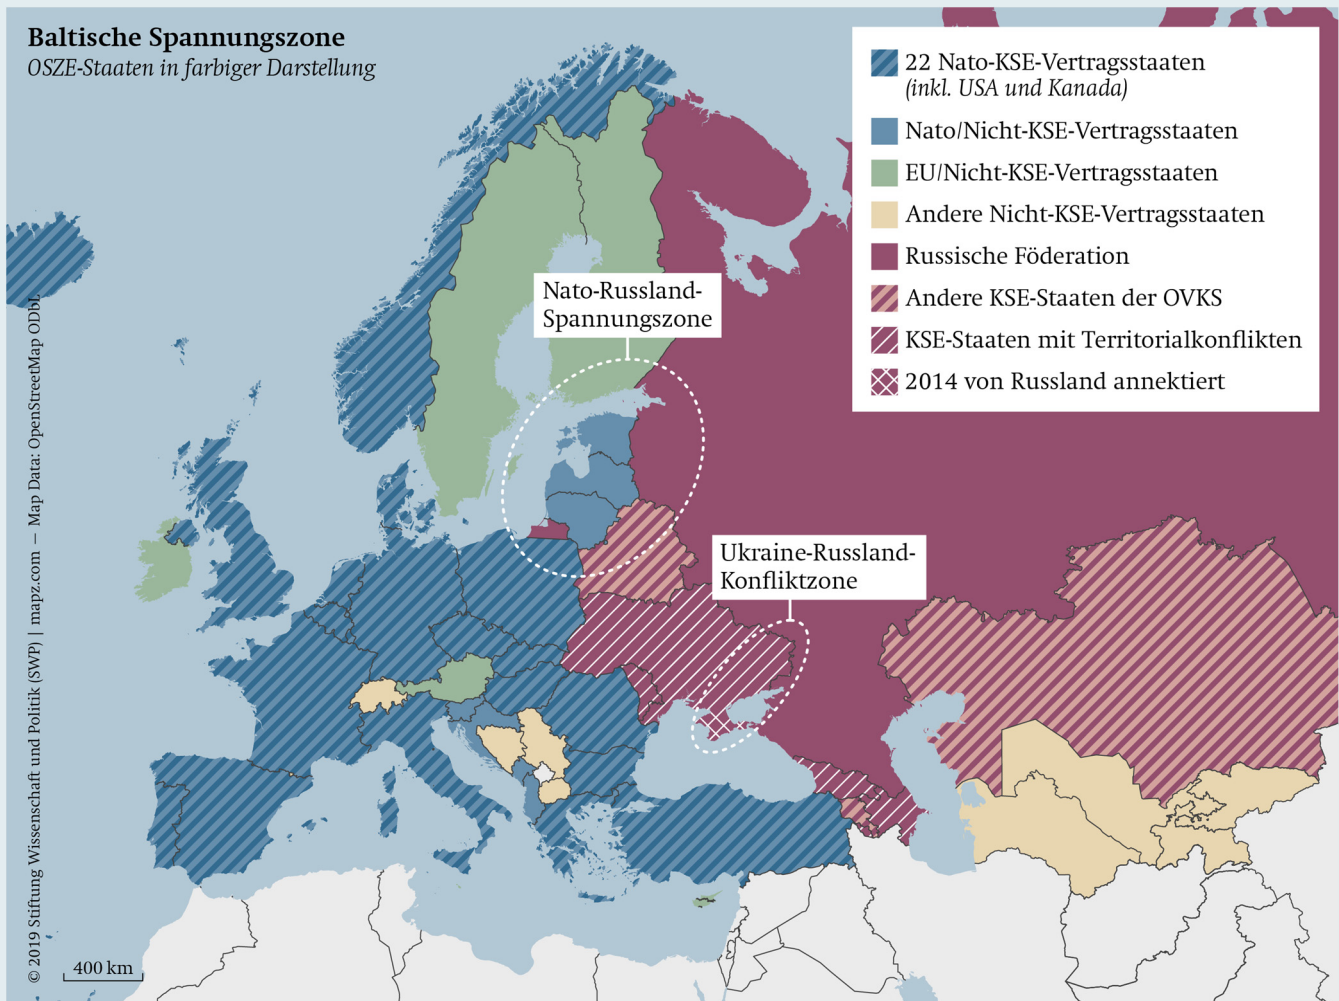 Baltische Spannungszone
OSZE-Staaten in farbiger Darstellung
22 Nato-KSE-Vertragsstaaten
(inkl. USA und Kanada)
Nato/Nicht-KSE-Vertragsstaaten
EU/Nicht-KSE-Vertragsstaaten
Andere Nicht-KSE-Vertragsstaaten
Russische Föderation
Andere KSE-Staaten der OVKS
KSE-Staaten mit Territorialkonflikten
2014 von Russland annektiert
Nato-Russland-
Spannungszone
Ukraine-Russland-
Konfliktzone
© 2019 Stiftung Wissenschaft und Politik (SWP) | mapz.com — Map Data: OpenStreetMap ODbL
400 km